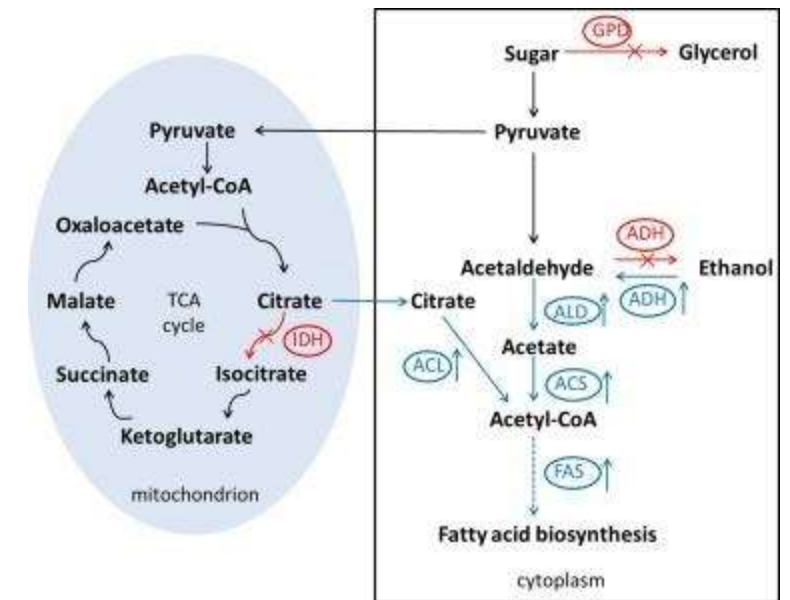 GPD
Sugar
Glycerol
Pyruvate
Pyruvate
Acetyl-CoA
Oxaloacetate
ADH
Acetaldehyde
Ethanol
Malate
TCA
cycle
Citrate
Citrate
ALD
ADH
IDH
Acetate
Succinate
Isocitrate
ACL
ACS
Acetyl-CoA
Ketoglutarate
FAS
mitochondrion
Fatty acid biosynthesis
cytoplasm